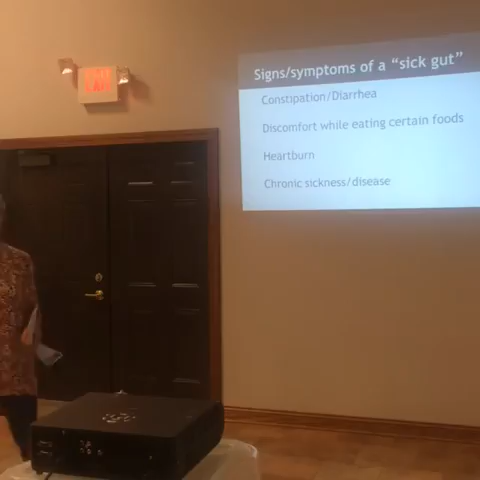 EXIT
Signs/symptoms of a “sick gut”
Constipation/Diarrhea
Discomfort while eating certain foods
Heartburn
Chronic sickness/disease